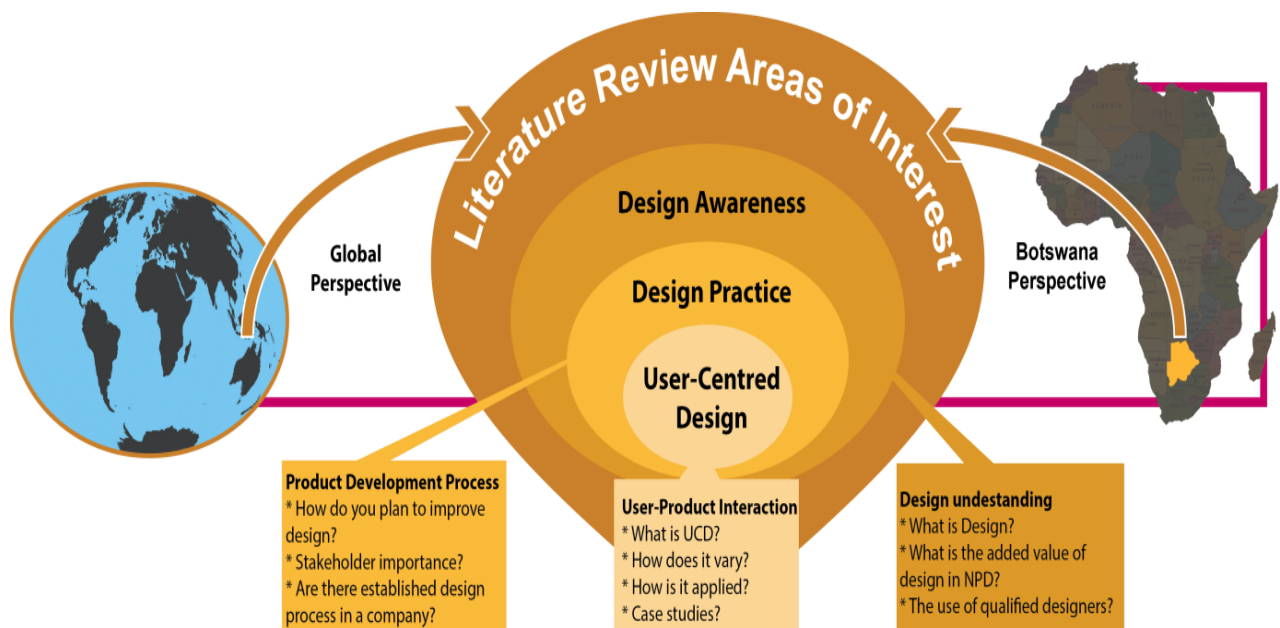 Literature Review Areas of Interest
Global
Perspective
Design Awareness
Design Practice
User-Centred
Design
Botswana
Perspective
Product Development Process
* How do you plan to improve
design?
* Stakeholder importance?
* Are there established design
process in a company?
User-Product Interaction
* What is UCD?
* How does it vary?
* How is it applied?
* Case studies?
Design undestanding
* What is Design?
* What is the added value of
design in NPD?
* The use of qualified designers?